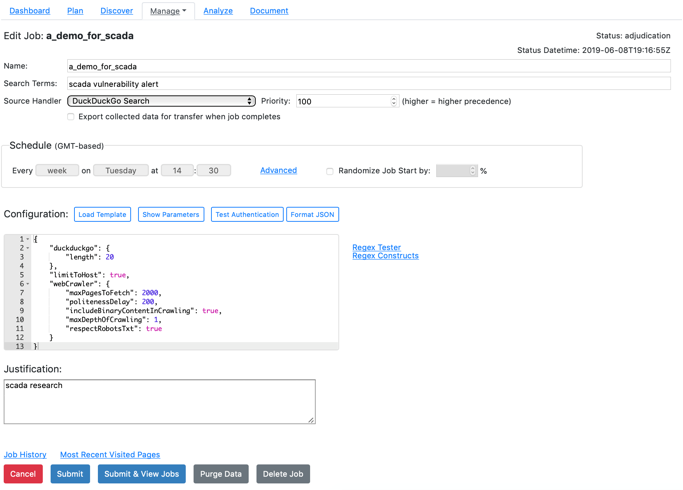 Dashboard Plan Discover Manage Analyze Document
Edit Job: a_demo_for_scada
Status: adjudication
Status Datetime: 2019-06-08T19:16:55Z
Name: a_demo_for_scada
Search Terms: scada vulnerability alert
Source Handler DuckDuckGo Search Priority: 100 (higher = higher precedence)
Export collected data for transfer when job completes
Schedule (GMT-based)
Every week on Tuesday at 14 : 30 Advanced Randomize Job Start by: %
Configuration: Load Template Show Parameters Test Authentication Format JSON
1 {
2 "duckduckgo": {
3 "length": 20
4 },
5 "limitToHost": true,
6 "webCrawler": {
7 "maxPagesToFetch": 2000,
8 "politenessDelay": 200,
9 "includeBinaryContentInCrawling": true,
10 "maxDepthOfCrawling": 1,
11 "respectRobotsTxt": true
12 }
13 }
Regex Tester
Regex Constructs
Justification:
scada research
Job History Most Recent Visited Pages
Cancel Submit Submit & View Jobs Purge Data Delete Job